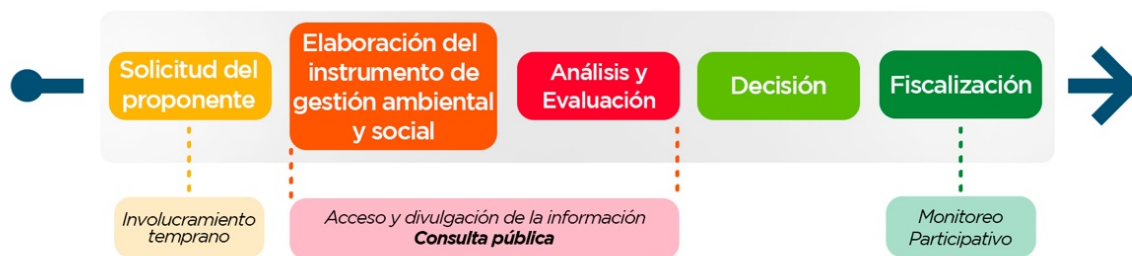 Solicitud del
proponente
Elaboración del
instrumento de
gestión ambiental
y social
Análisis y
Evaluación
Decisión
Fiscalización
Involucramiento
temprano
Acceso y divulgación de la información
Consulta pública
Monitoreo
Participativo